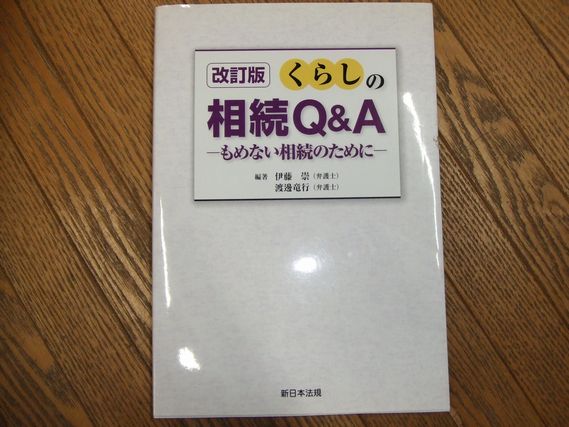 改訂版 くらしの
相続Q&A
―もめない相続のために―
編著 伊藤 崇（弁護士）
渡邊竜行（弁護士）
新日本法規